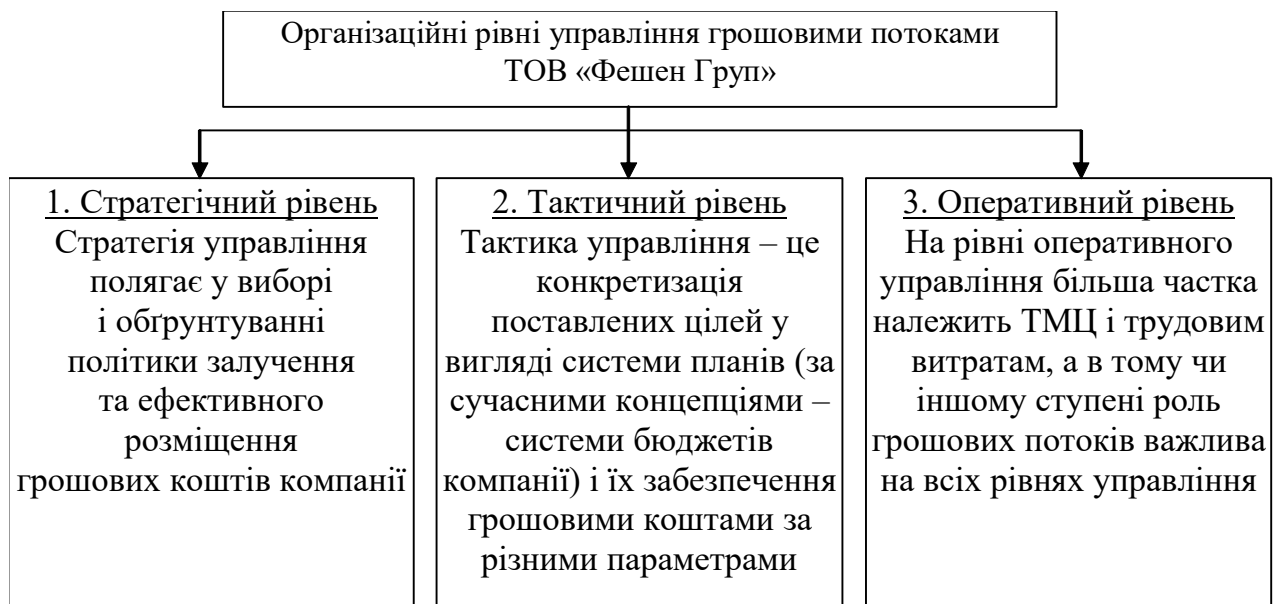 Організаційні рівні управління грошовими потоками
ТОВ «Фешен Груп»
1. Стратегічний рівень
Стратегія управління
полягає у виборі
і обґрунтуванні
політики залучення
та ефективного
розміщення
грошових коштів компанії
2. Тактичний рівень
Тактика управління – це
конкретизація
поставлених цілей у
вигляді системи планів (за
сучасними концепціями –
системи бюджетів
компанії) і їх забезпечення
грошовими коштами за
різними параметрами
3. Оперативний рівень
На рівні оперативного
управління більша частка
належить ТМЦ і трудовим
витратам, а в тому чи
іншому ступені роль
грошових потоків важлива
на всіх рівнях управління